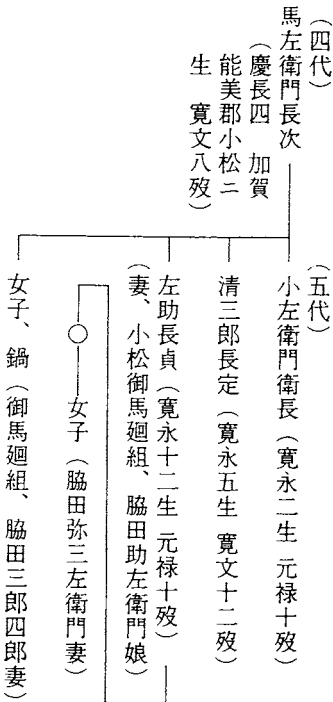 (四代)
馬左衛門長次
(慶長四 加賀
能美郡小松ニ
生 寛文八歿)
(五代)
小左衛門衛長(寛永二生 元禄十歿)
清三郎長定(寛永五生 寛文十二歿)
左助長貞(寛永十二生 元禄十歿)
(妻、小松御馬廻組、脇田助左衛門娘)
○ 女子(脇田弥三左衛門妻)
女子、鍋(御馬廻組、脇田三郎四郎妻)